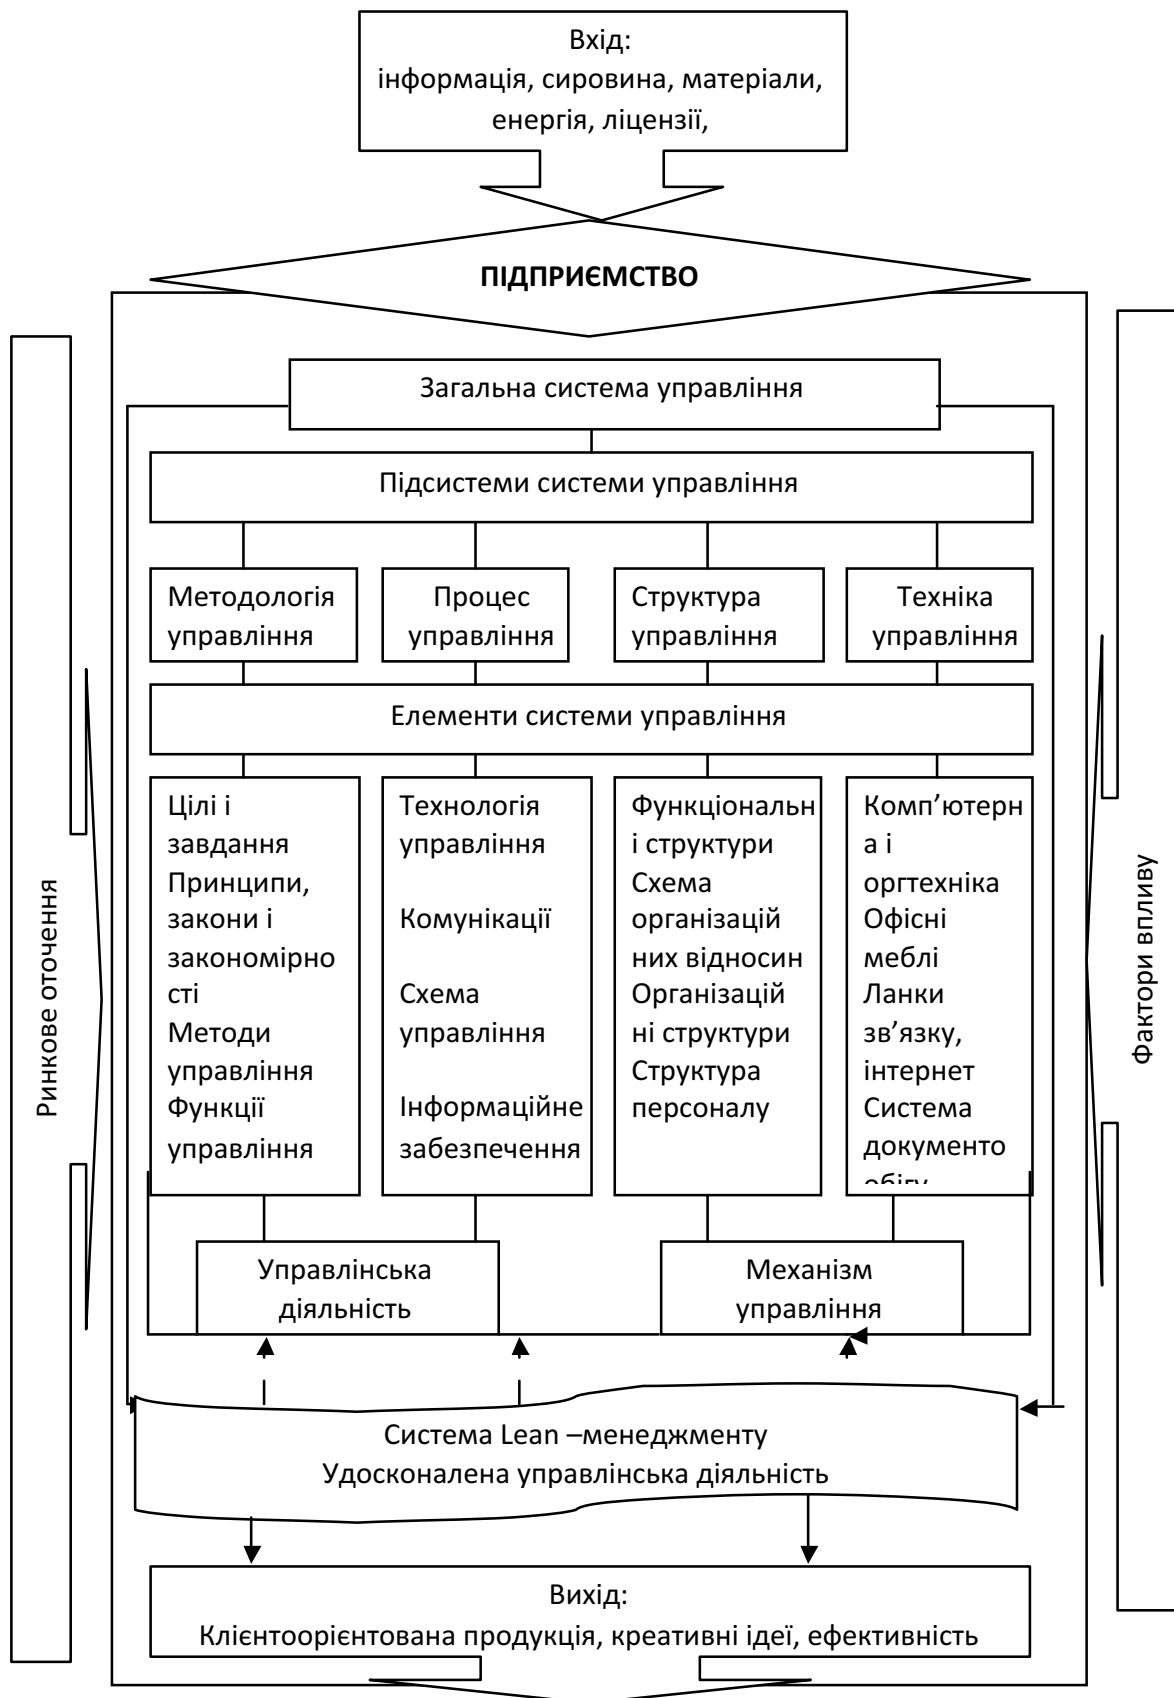 Вхід:
інформація, сировина, матеріали,
енергія, ліцензії,
ПІДПРИЄМСТВО
Загальна система управління
Підсистеми системи управління
Методологія
управління
Процес
управління
Структура
управління
Техніка
управління
Елементи системи управління
Цілі і
завдання
Принципи,
закони і
закономірно
сті
Методи
управління
Функції
управління
Технологія
управління
Комунікації
Схема
управління
Інформаційне
забезпечення
Функціональн
і структури
Схема
організацій
них відносин
Організацій
ні структури
Структура
персоналу
Комп’ютерн
а і
оргтехніка
Офісні
меблі
Ланки
зв’язку,
інтернет
Система
документо
обігу
Управлінська
діяльність
Механізм
управління
Система Lean –менеджменту
Удосконалена управлінська діяльність
Вихід:
Клієнтоорієнтована продукція, креативні ідеї, ефективність
Ринкове оточення
Фактори впливу